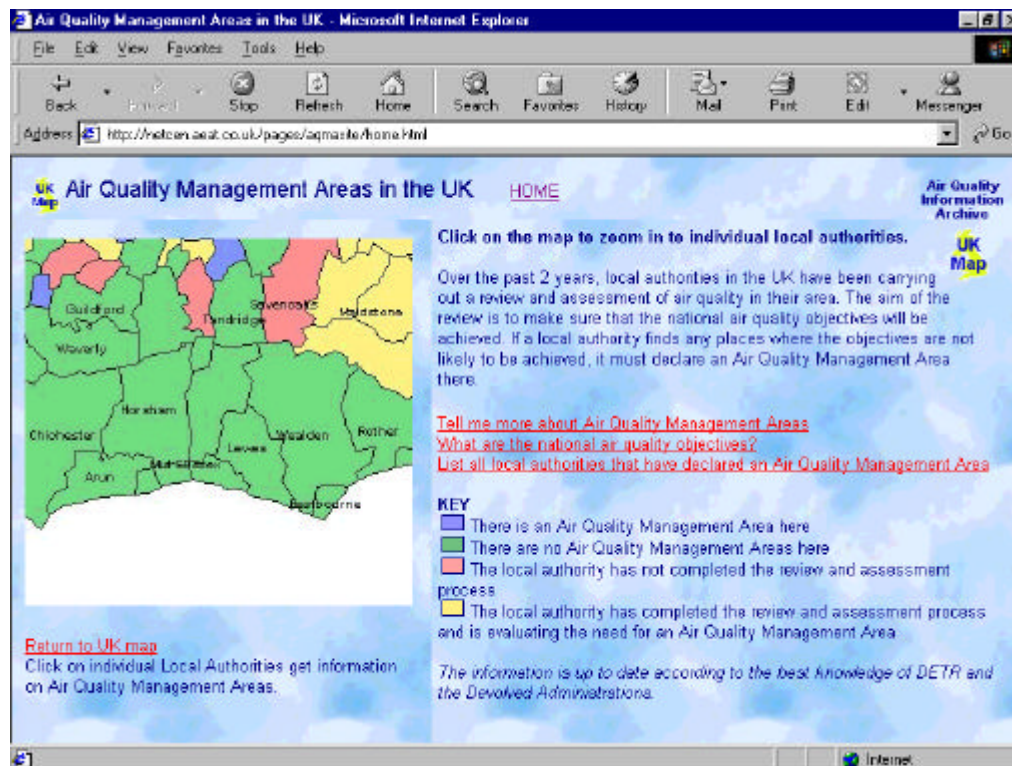 Air Quality Management Areas in the UK - Microsoft Internet Explorer
File Edit View Favorites Tools Help
Back Forward Stop Refresh Home Search Favorites History Mail Print Edit Messenger
Address http://netcen.aeat.co.uk/pages/aqmasite/home.html Go
UK Map
Air Quality Management Areas in the UK HOME
Air Quality
Information
Archive
UK
Map
Click on the map to zoom in to individual local authorities.
Over the past 2 years, local authorities in the UK have been carrying
out a review and assessment of air quality in their area. The aim of the
review is to make sure that the national air quality objectives will be
achieved. If a local authority finds any places where the objectives are not
likely to be achieved, it must declare an Air Quality Management Area
there.
Guildford
Sevenoaks
Tandridge
Maidstone
Waverly
Horsham
Chichester
Lewes
Wealden
Rother
Mid-Sussex
Arun
Eastbourne
Tell me more about Air Quality Management Areas
What are the national air quality objectives?
List all local authorities that have declared an Air Quality Management Area
KEY
There is an Air Quality Management Area here
There are no Air Quality Management Areas here
The local authority has not completed the review and assessment
process
The local authority has completed the review and assessment process
and is evaluating the need for an Air Quality Management Area
Return to UK map
Click on individual Local Authorities get information
on Air Quality Management Areas.
The information is up to date according to the best knowledge of DETR and
the Devolved Administrations.
Internet